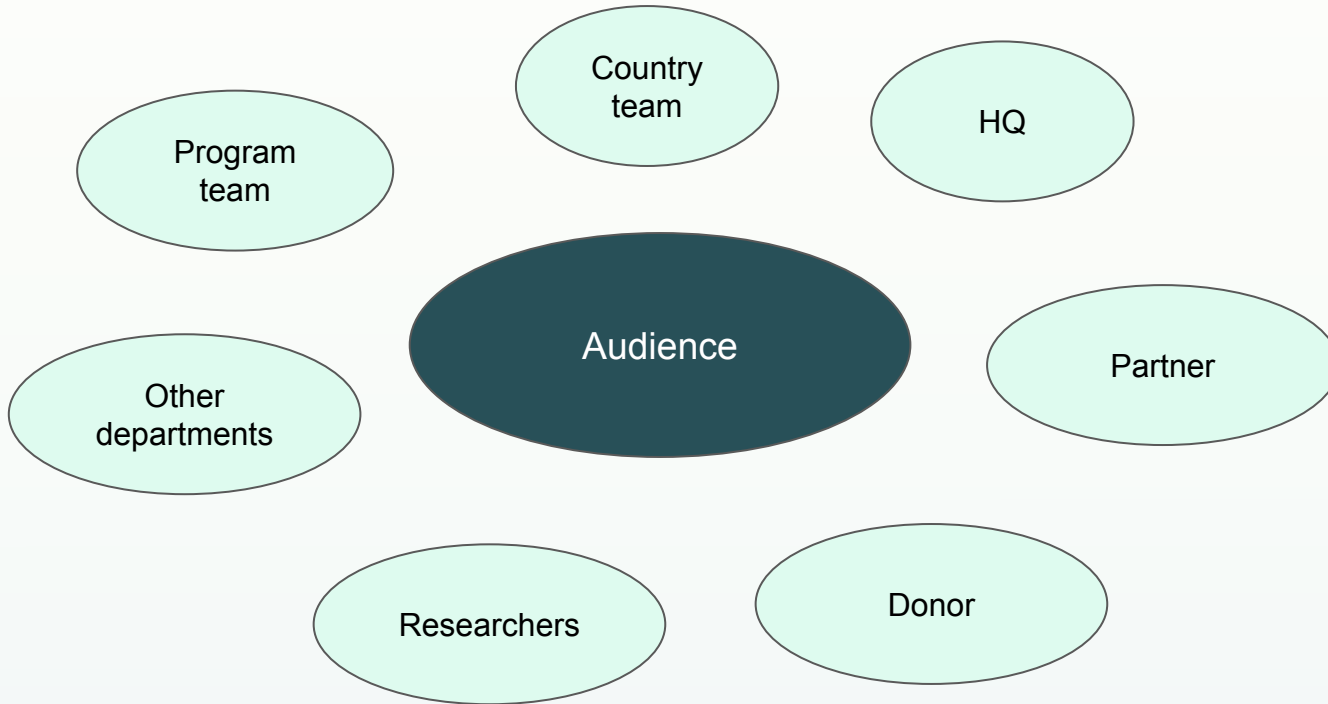 Country
team
HQ
Program
team
Audience
Partner
Other
departments
Researchers
Donor